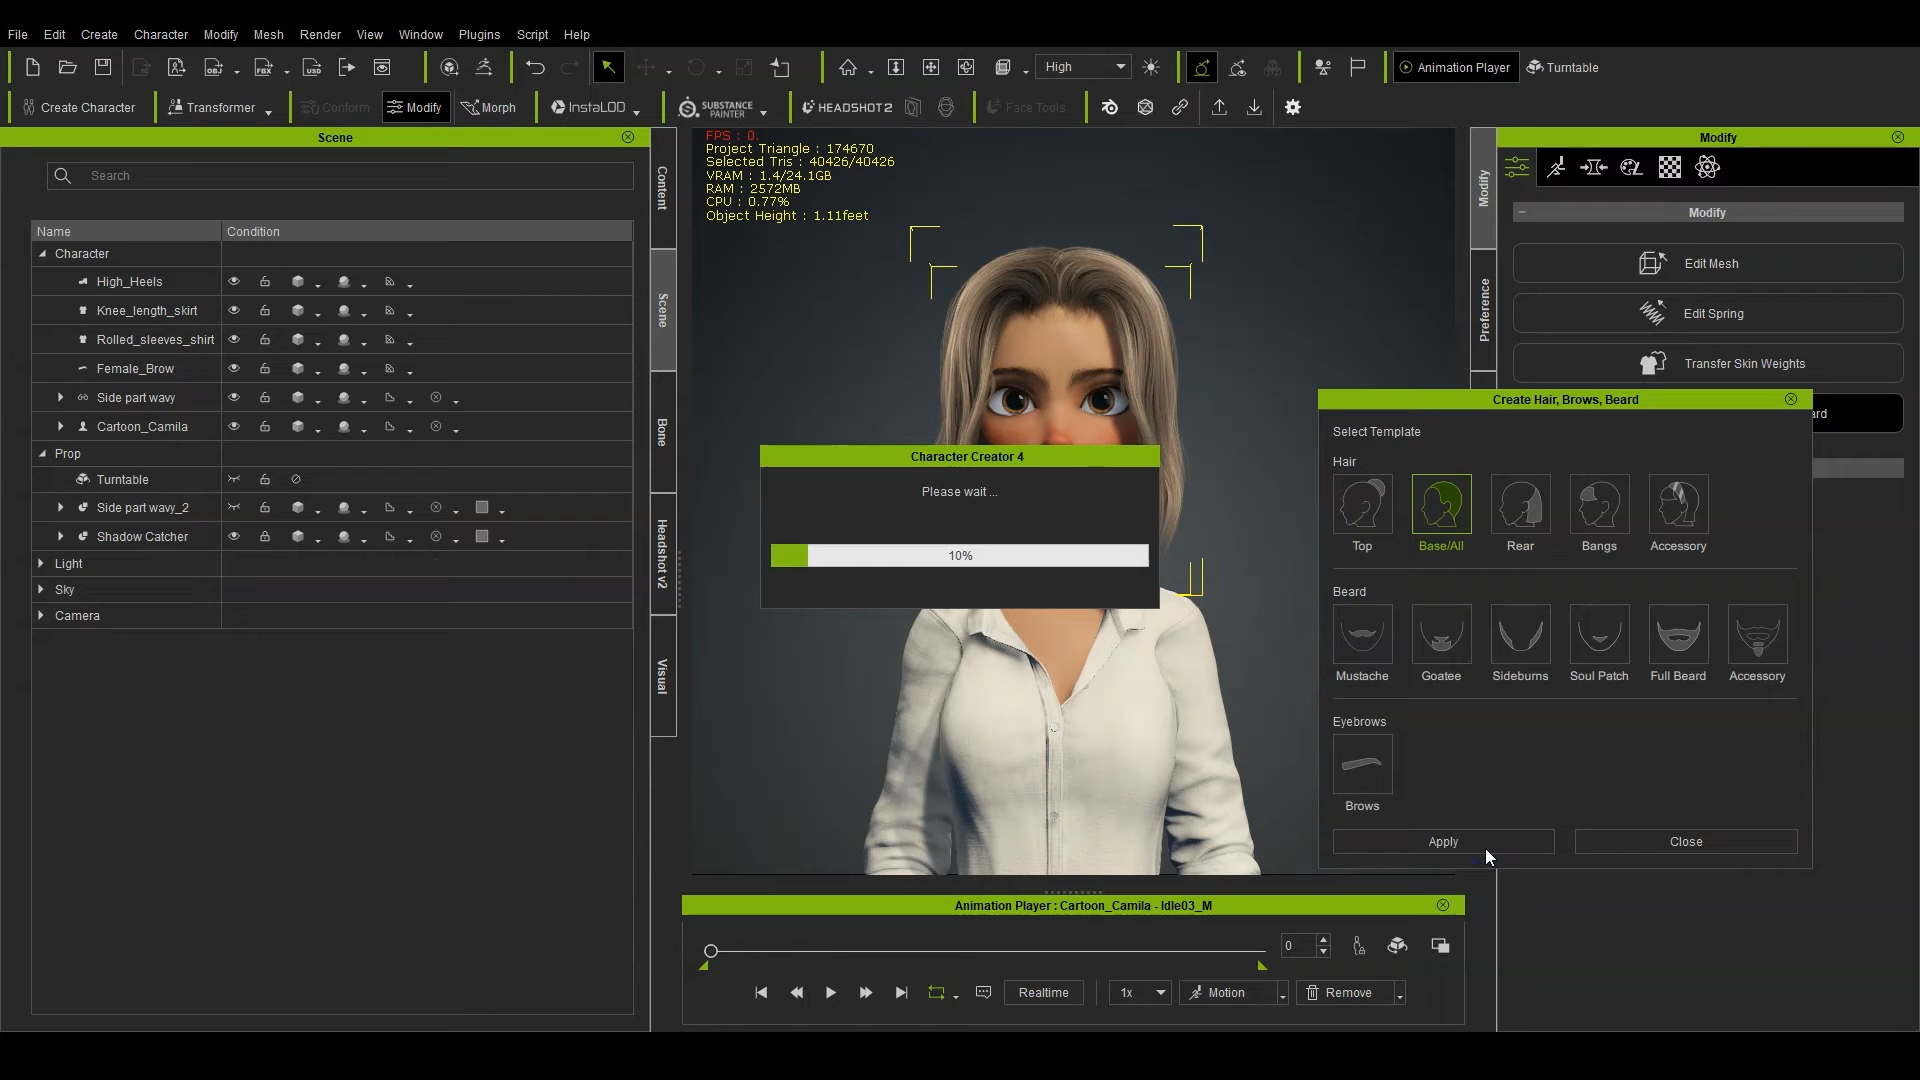 File Edit Create Character Modify Mesh Render View Window Plugins Script Help
High Animation Player Turntable
Create Character Transformer Conform Modify Morph InstaLOD SUBSTANCE PAINTER HEADSHOT 2 Face Tools
Scene
Search
Name Condition
Character
High_Heels
Knee_length_skirt
Rolled_sleeves_shirt
Female_Brow
Side part wavy
Cartoon_Camila
Prop
Turntable
Side part wavy_2
Shadow Catcher
Light
Sky
Camera
Content
Scene
Bone
Headshot v2
Visual
FPS : 0.
Project Triangle : 174670
Selected Tris : 40426/40426
VRAM : 1.4/24.1GB
RAM : 2572MB
CPU : 0.77%
Object Height : 1.11feet
Character Creator 4
Please wait ...
10%
Modify
Preference
Modify
Modify
Edit Mesh
Edit Spring
Transfer Skin Weights
ard
Create Hair, Brows, Beard
Select Template
Hair
Top Base/All Rear Bangs Accessory
Beard
Mustache Goatee Sideburns Soul Patch Full Beard Accessory
Eyebrows
Brows
Apply Close
Animation Player : Cartoon_Camila - Idle03_M
0
Realtime 1x Motion Remove